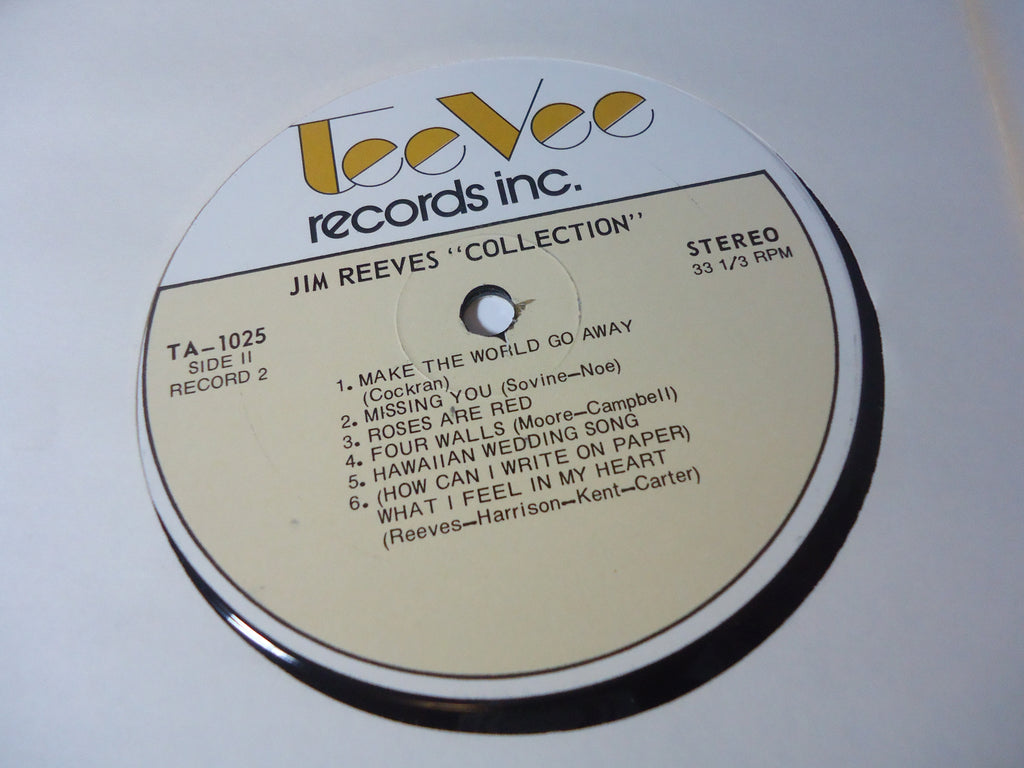 TeeVee
records inc.
JIM REEVES "COLLECTION"
STEREO
33 1/3 RPM
TA-1025
SIDE II
RECORD 2
1. MAKE THE WORLD GO AWAY
(Cockran)
2. MISSING YOU (Sovine-Noe)
3. ROSES ARE RED
4. FOUR WALLS (Moore-Campbell)
5. HAWAIIAN WEDDING SONG
6. (HOW CAN I WRITE ON PAPER)
WHAT I FEEL IN MY HEART
(Reeves-Harrison-Kent-Carter)